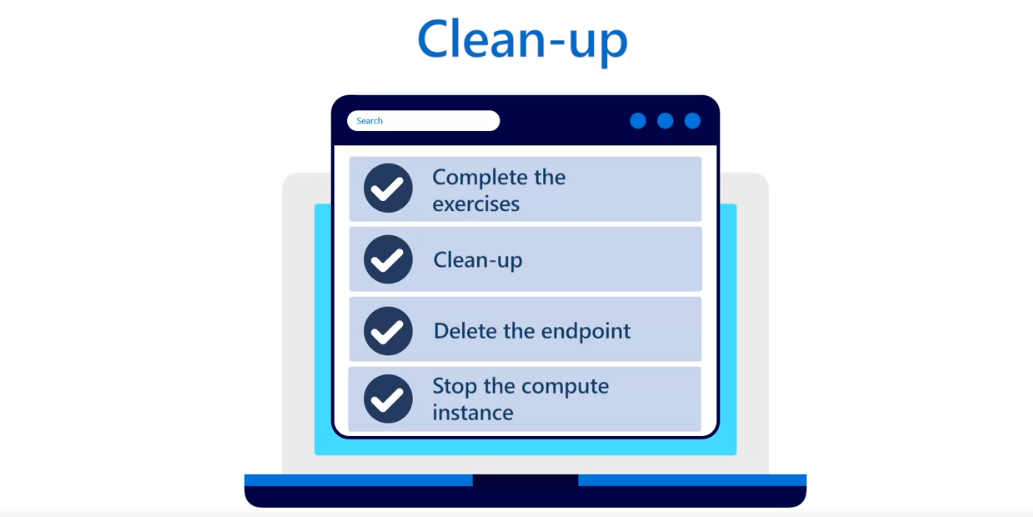 Clean-up
Search
Complete the
exercises
Clean-up
Delete the endpoint
Stop the compute
instance